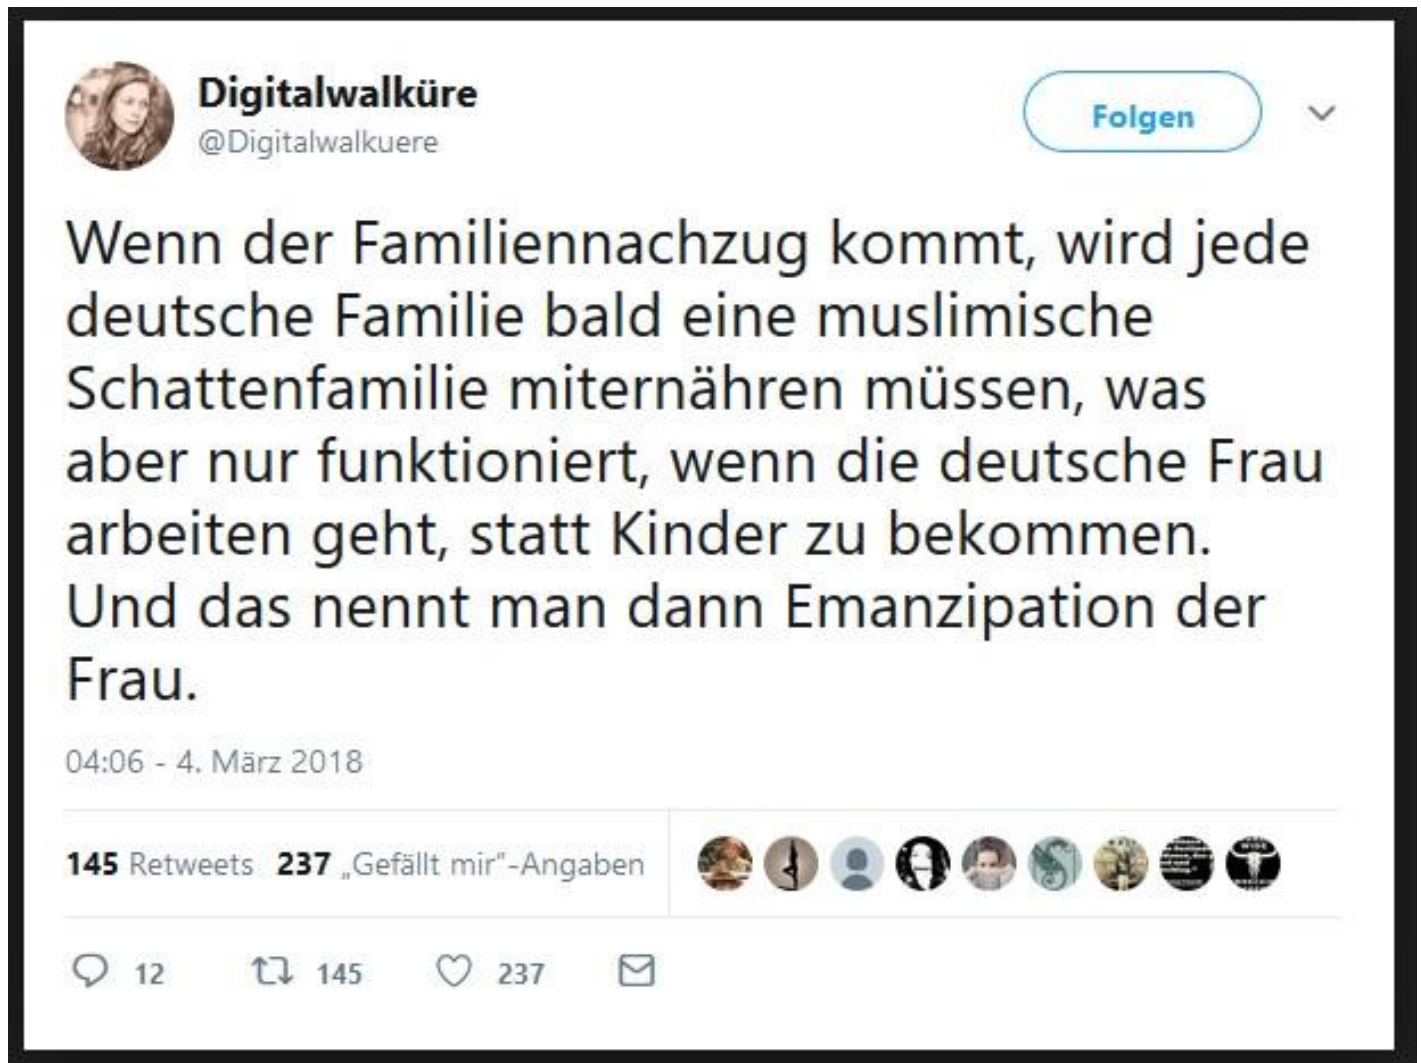 Digitalwalküre
@Digitalwalkuere
Folgen
Wenn der Familiennachzug kommt, wird jede
deutsche Familie bald eine muslimische
Schattenfamilie miternähren müssen, was
aber nur funktioniert, wenn die deutsche Frau
arbeiten geht, statt Kinder zu bekommen.
Und das nennt man dann Emanzipation der
Frau.
04:06 - 4. März 2018
145 Retweets 237 „Gefällt mir“-Angaben
12 145 237